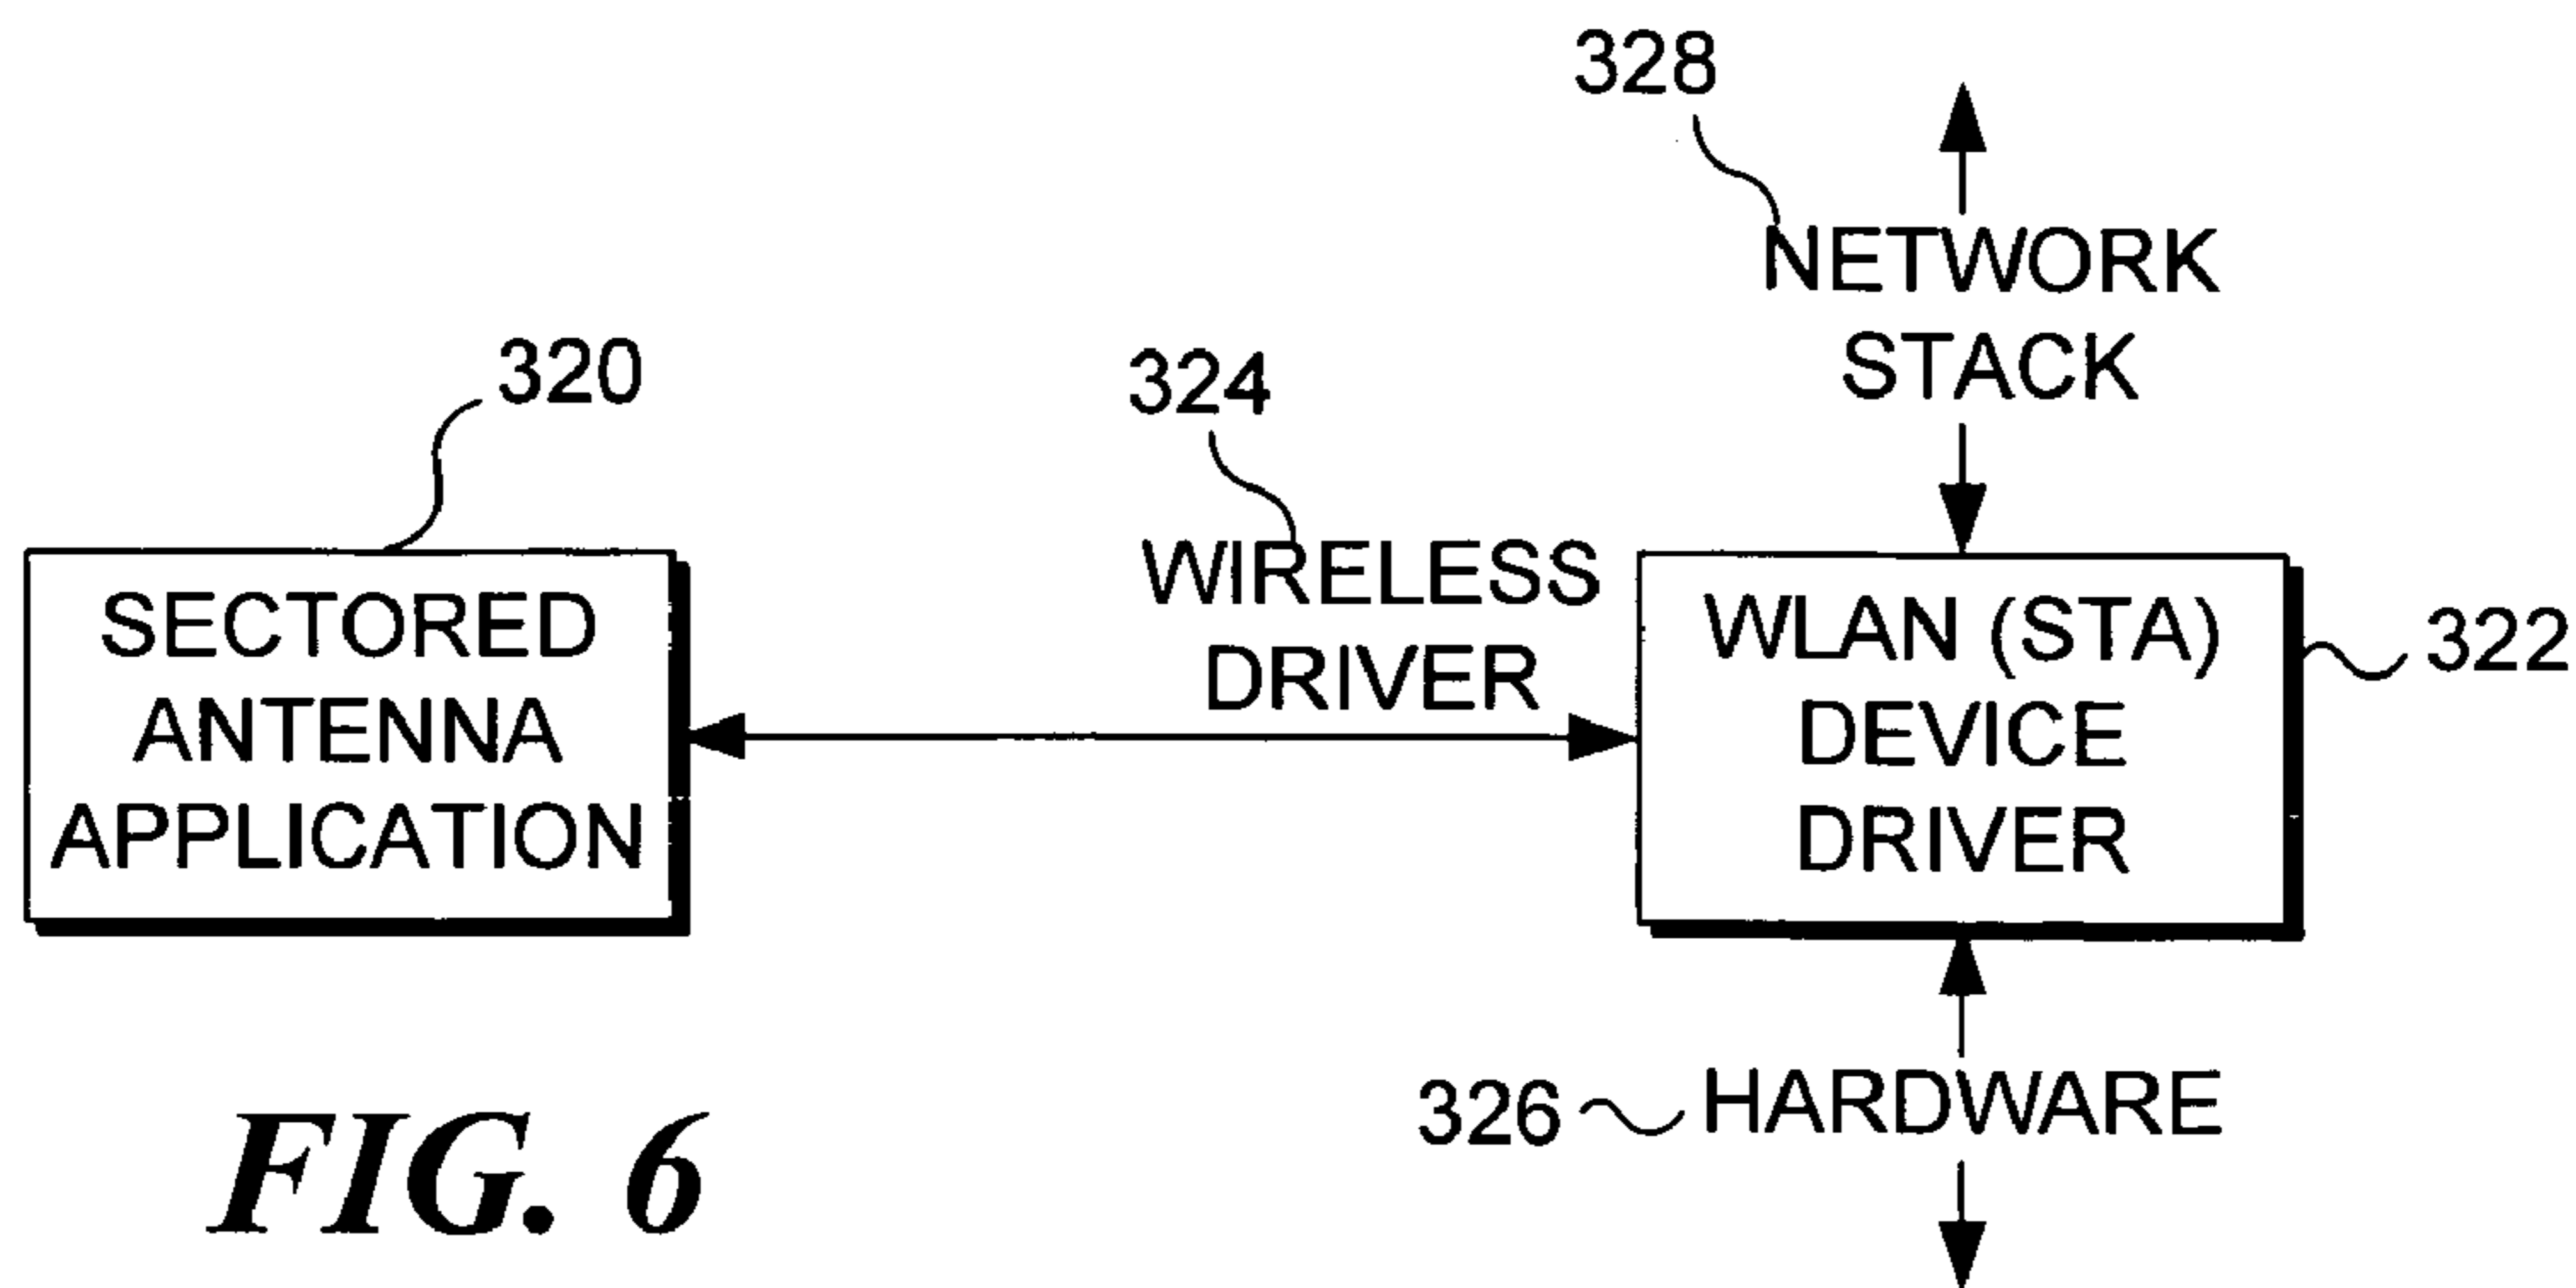 328
NETWORK
STACK
320
324
WIRELESS
DRIVER
SECTORED
ANTENNA
APPLICATION
WLAN (STA)
DEVICE
DRIVER
322
326
HARDWARE
FIG. 6